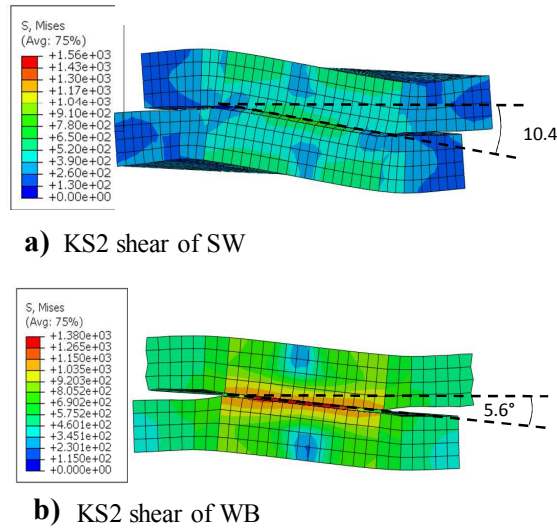 S, Mises
(Avg: 75%)
+1.56e+03
+1.43e+03
+1.30e+03
+1.17e+03
+1.04e+03
+9.10e+02
+7.80e+02
+6.50e+02
+5.20e+02
+3.90e+02
+2.60e+02
+1.30e+02
+0.00e+00
10.4
a) KS2 shear of SW
S, Mises
(Avg: 75%)
+1.380e+03
+1.265e+03
+1.150e+03
+1.035e+03
+9.203e+02
+8.052e+02
+6.902e+02
+5.752e+02
+4.601e+02
+3.451e+02
+2.301e+02
+1.150e+02
+0.000e+00
5.6°
b) KS2 shear of WB